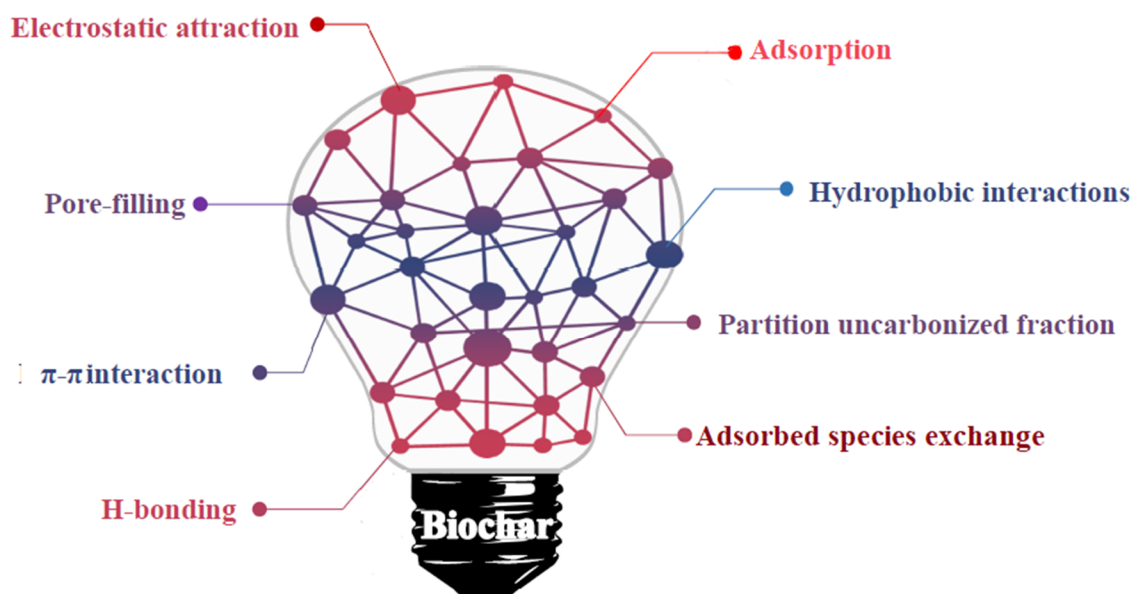 Electrostatic attraction
Adsorption
Pore-filling
Hydrophobic interactions
Partition uncarbonized fraction
π-π interaction
Adsorbed species exchange
H-bonding
Biochar